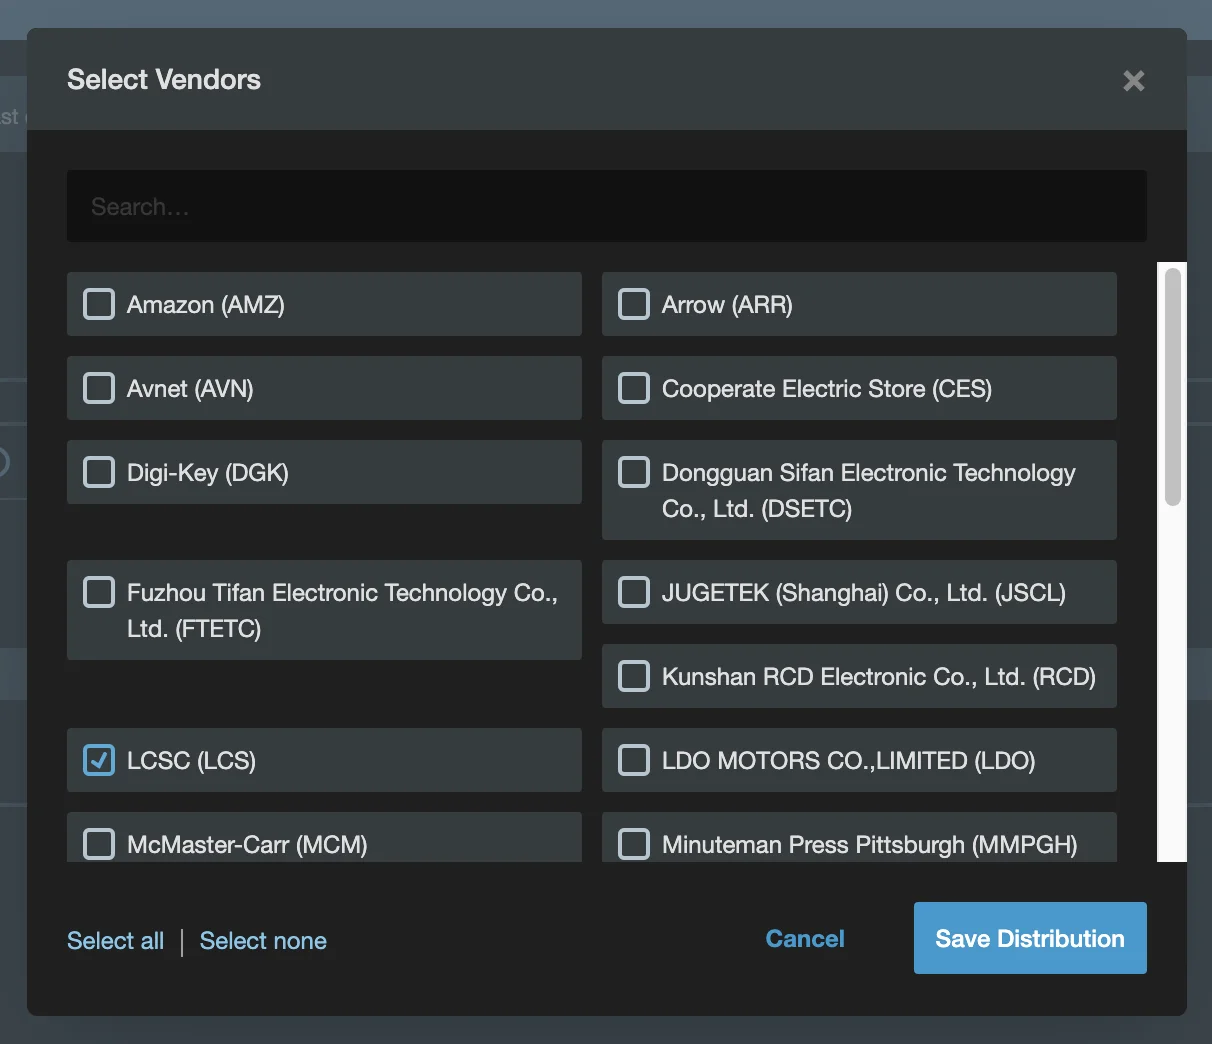 Select Vendors
Search...
Amazon (AMZ)
Arrow (ARR)
Avnet (AVN)
Cooperate Electric Store (CES)
Digi-Key (DGK)
Dongguan Sifan Electronic Technology
Co., Ltd. (DSETC)
Fuzhou Tifan Electronic Technology Co.,
Ltd. (FTETC)
JUGETEK (Shanghai) Co., Ltd. (JSCL)
Kunshan RCD Electronic Co., Ltd. (RCD)
LCSC (LCS)
LDO MOTORS CO.,LIMITED (LDO)
McMaster-Carr (MCM)
Minuteman Press Pittsburgh (MMPGH)
Select all | Select none
Cancel
Save Distribution